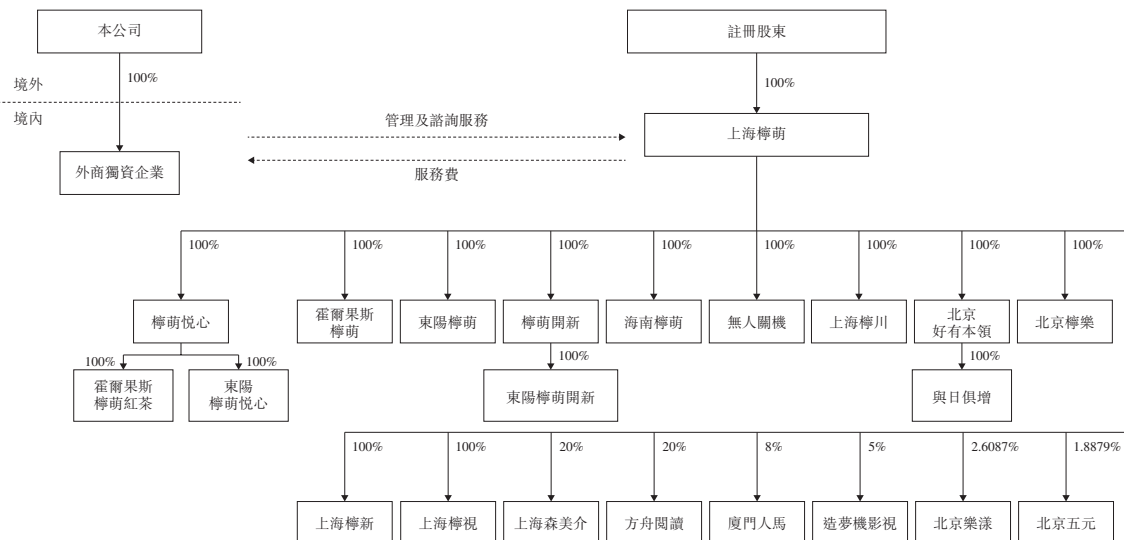 本公司
註冊股東
100%
100%
境外
境內
管理及諮詢服務
上海檸萌
外商獨資企業
服務費
100%
100%
100%
100%
100%
100%
100%
100%
100%
檸萌悅心
霍爾果斯
檸萌
東陽檸萌
檸萌開新
海南檸萌
無人關機
上海檸川
北京
好有本領
北京檸樂
100%
100%
100%
100%
霍爾果斯
檸萌紅茶
東陽
檸萌悅心
東陽檸萌開新
與日俱增
100%
100%
20%
20%
8%
5%
2.6087%
1.8879%
上海檸新
上海檸視
上海森美介
方舟閱讀
廈門人馬
造夢機影視
北京樂漾
北京五元